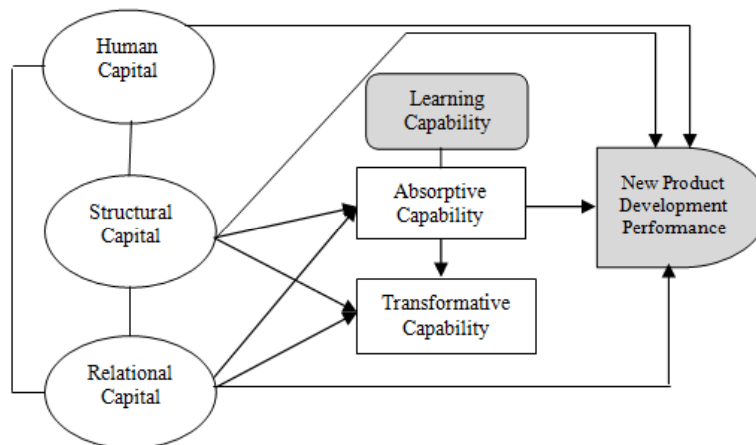 Human
Capital
Learning
Capability
New Product
Development
Performance
Structural
Capital
Absorptive
Capability
Transformative
Capability
Relational
Capital